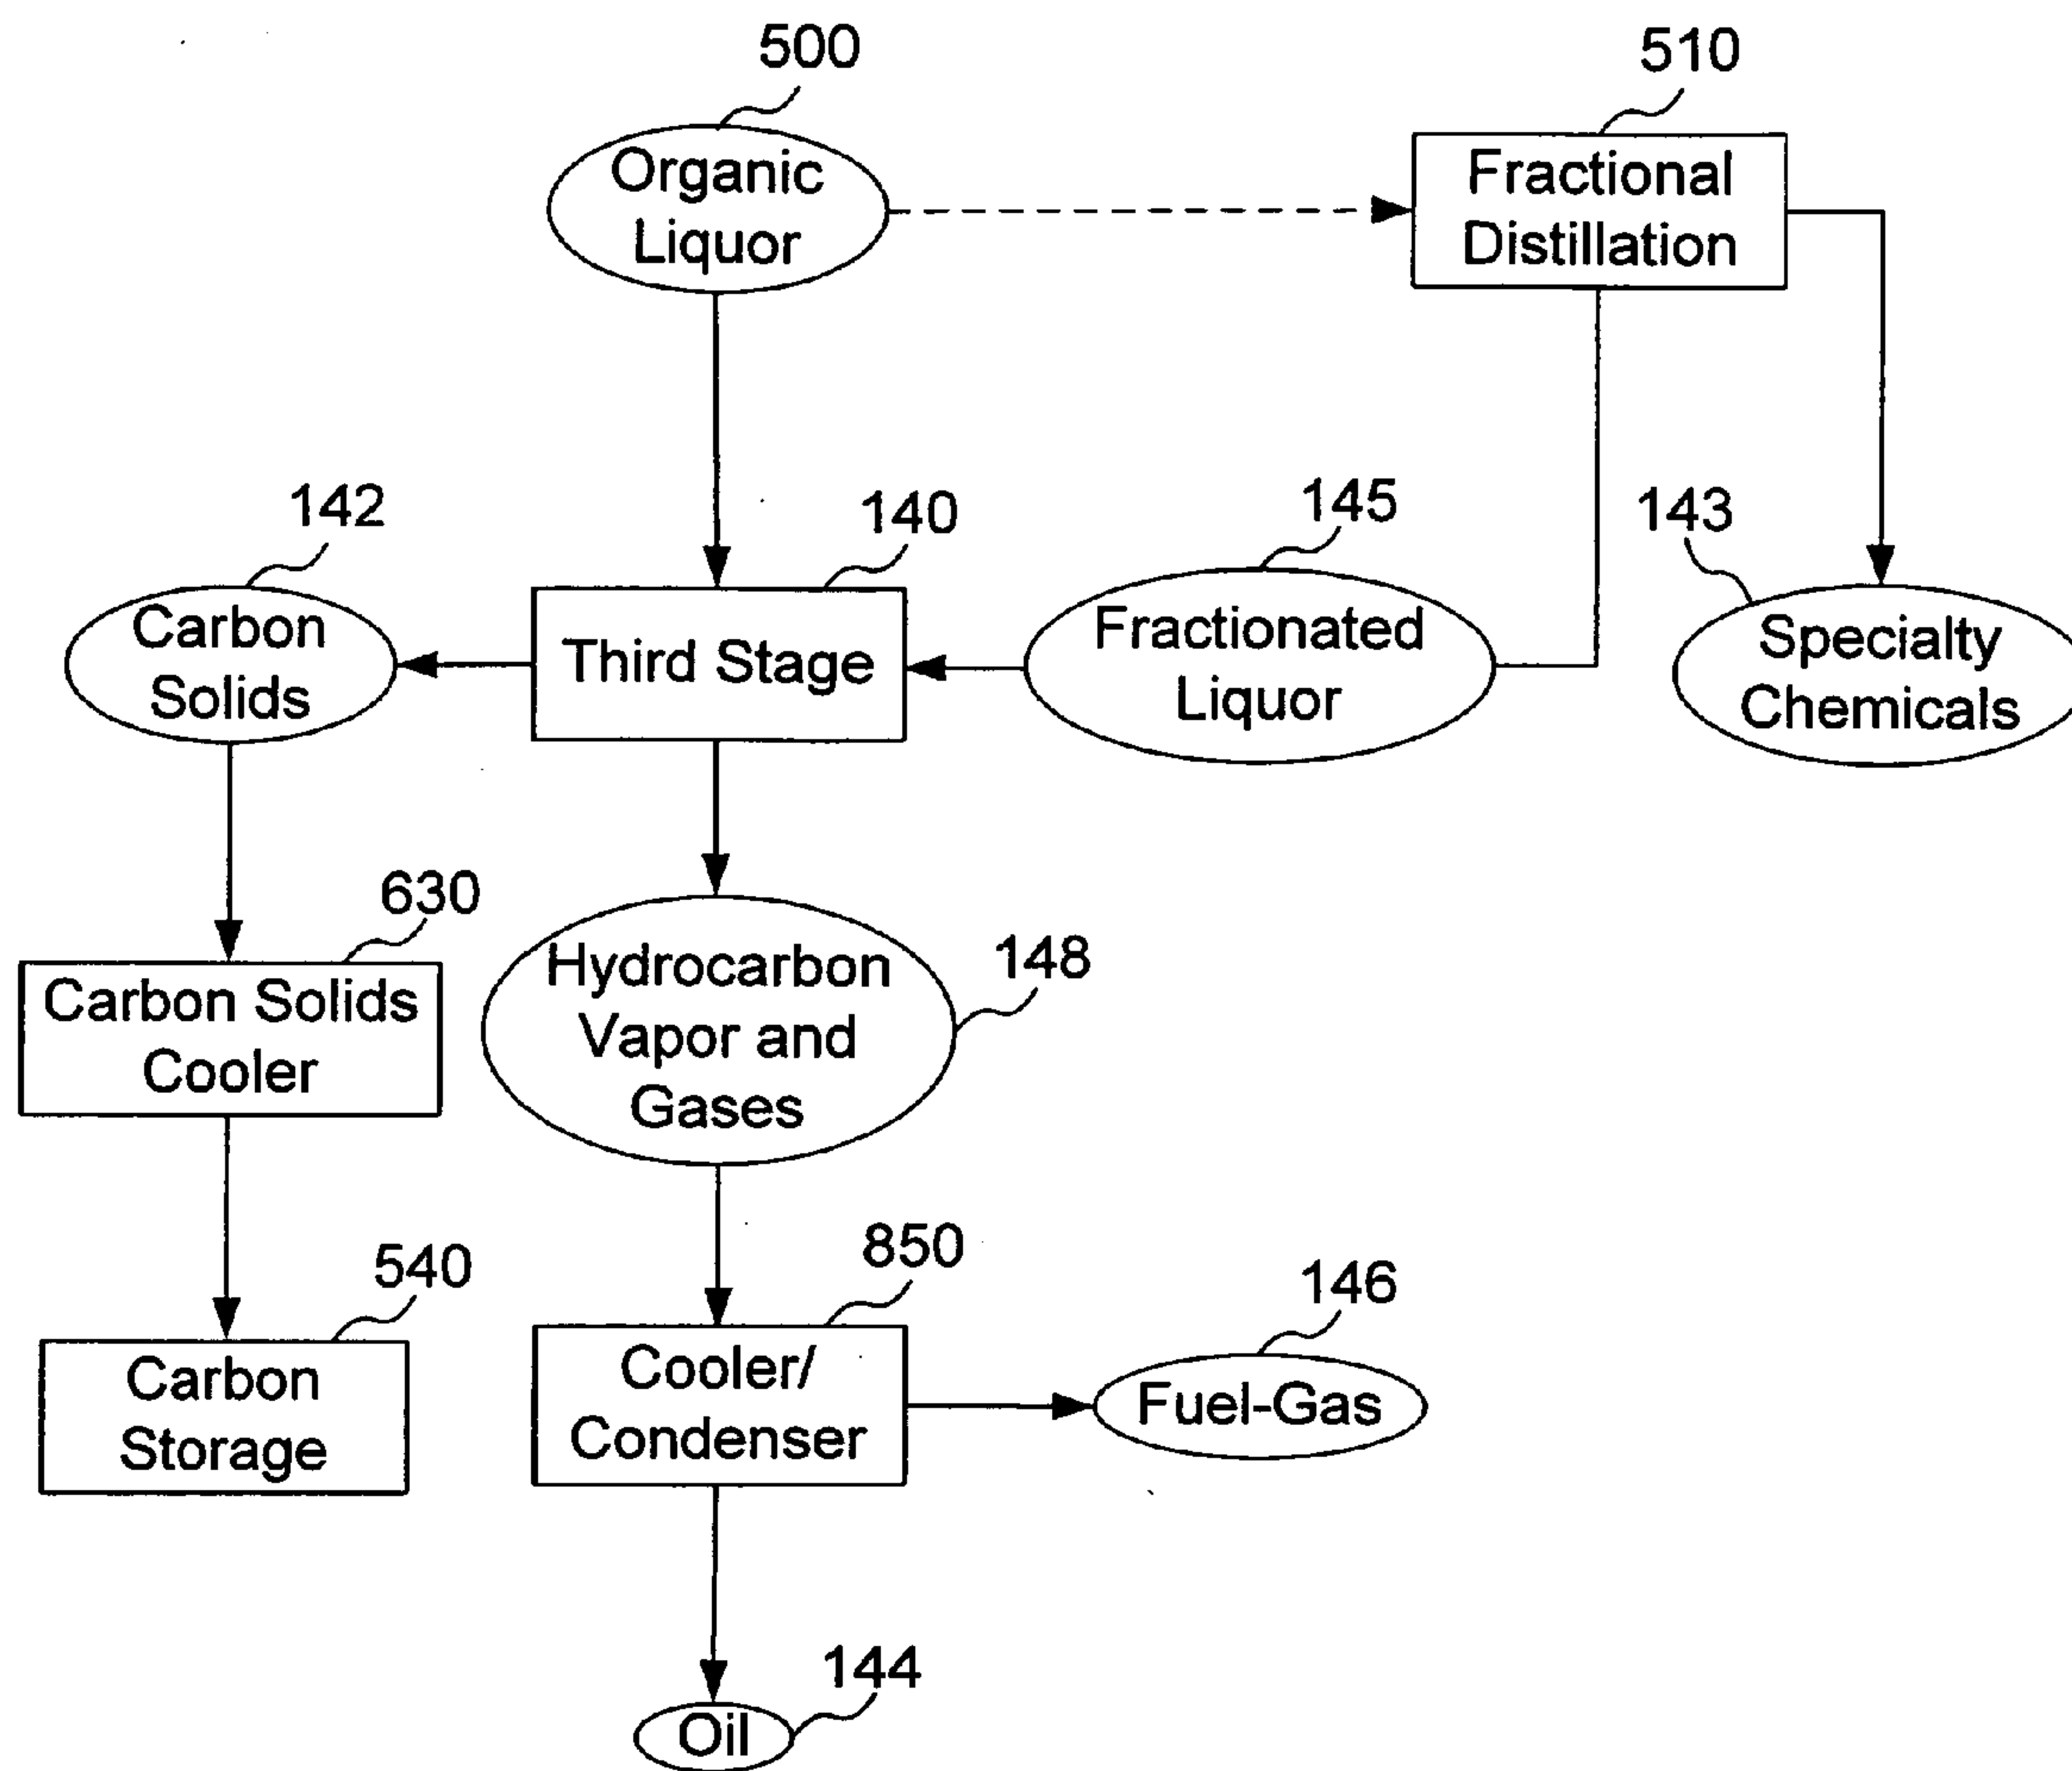 500
510
Organic
Liquor
Fractional
Distillation
142
140
145
143
Carbon
Solids
Third Stage
Fractionated
Liquor
Specialty
Chemicals
630
148
Carbon Solids
Cooler
Hydrocarbon
Vapor and
Gases
540
850
146
Carbon
Storage
Cooler/
Condenser
Fuel-Gas
144
Oil